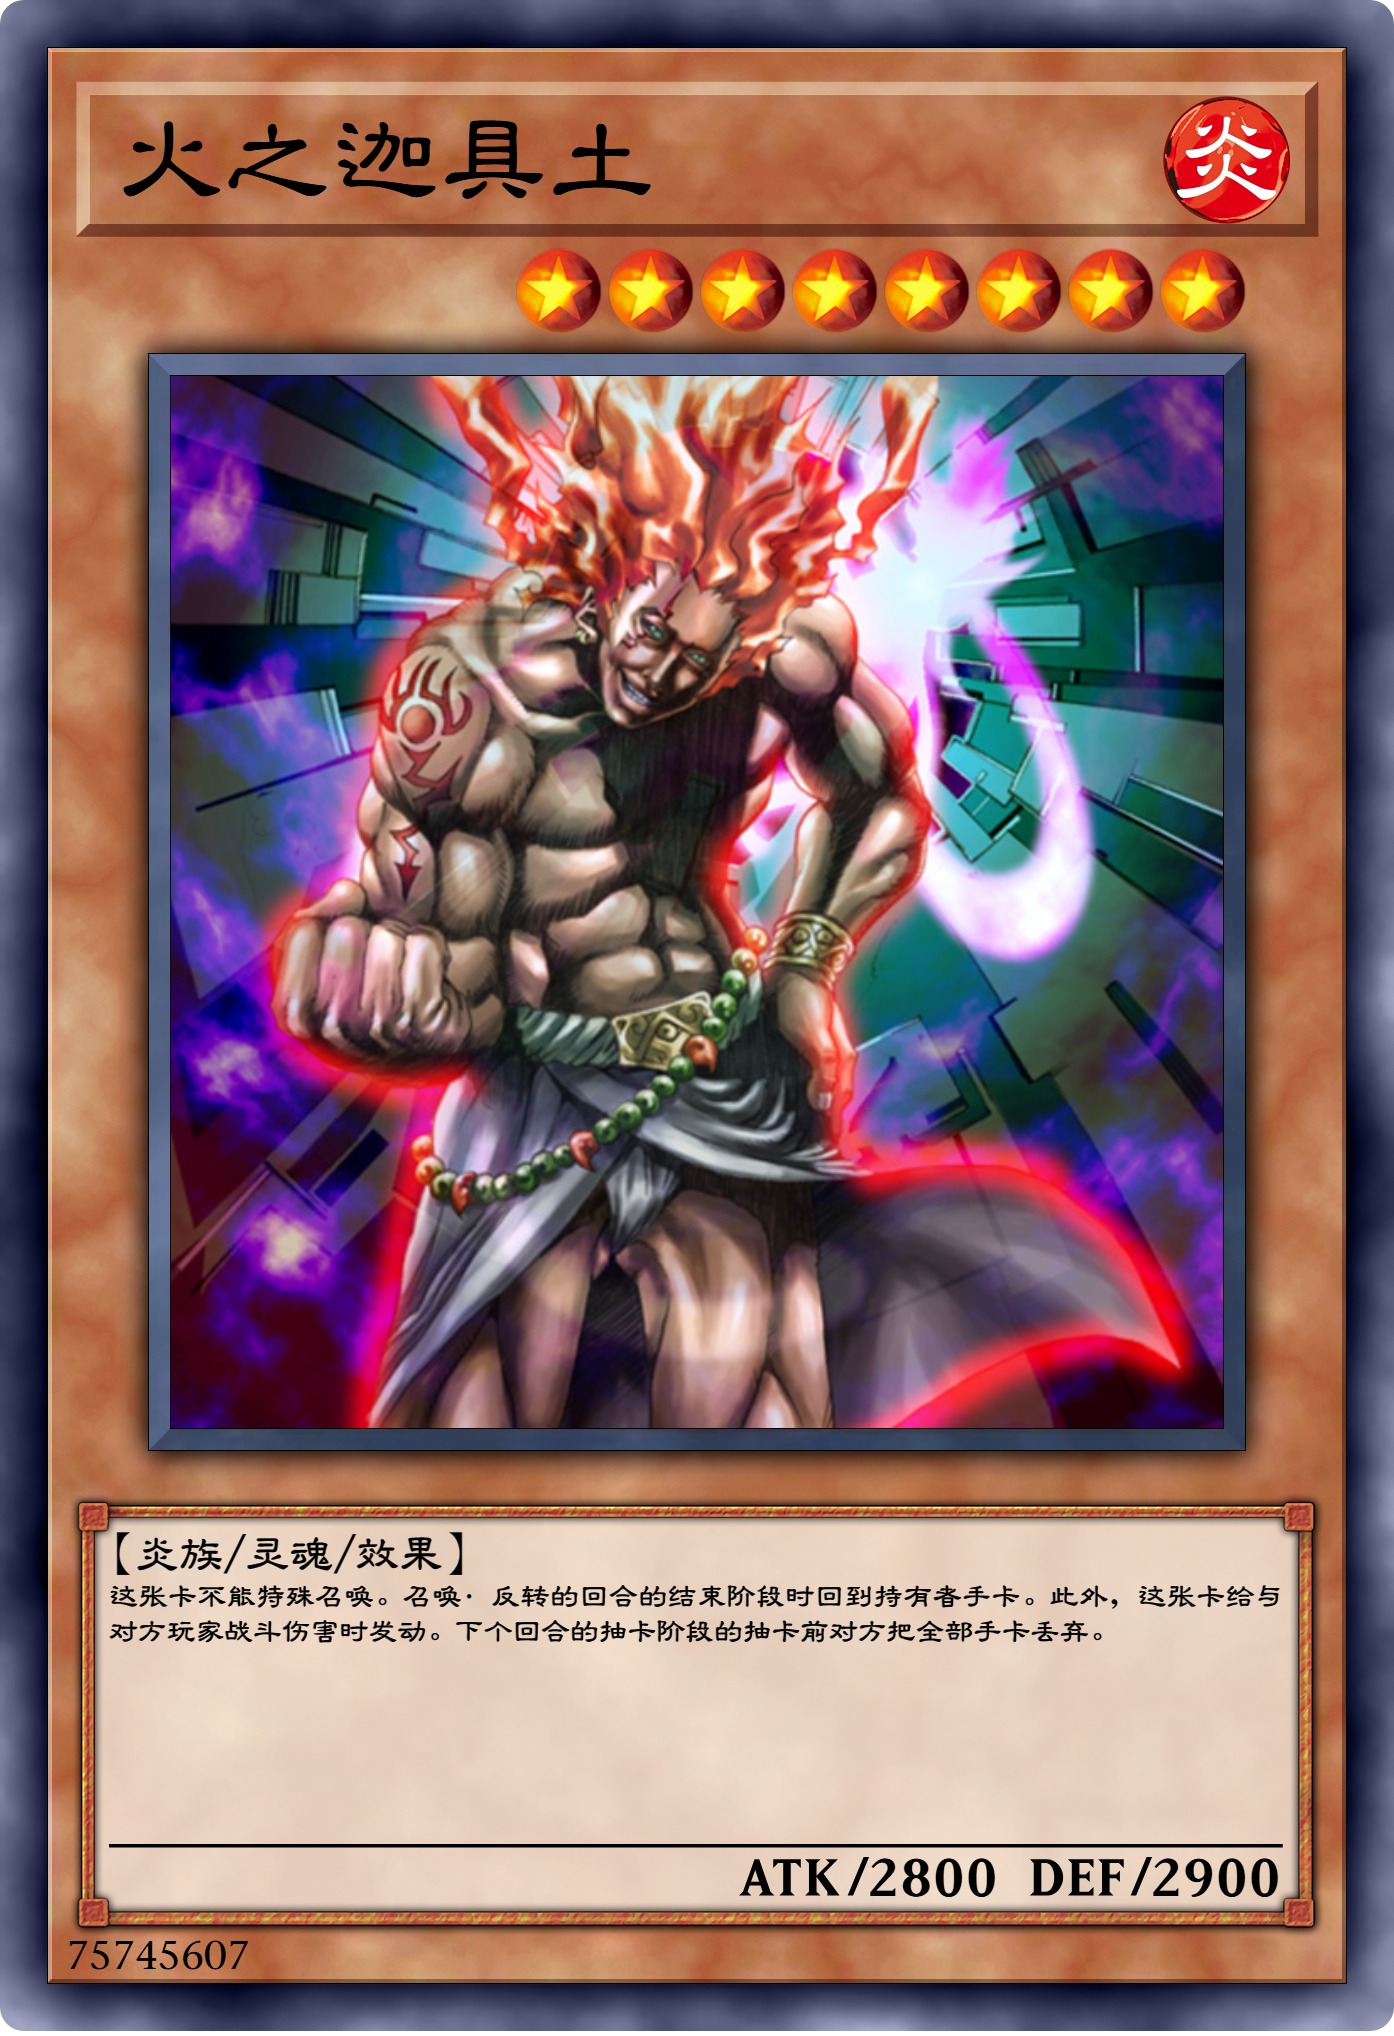 火之迦具土
炎
【炎族/灵魂/效果】
这张卡不能特殊召唤。召唤·反转的回合的结束阶段时回到持有者手卡。此外，这张卡给与
对方玩家战斗伤害时发动。下个回合的抽卡阶段的抽卡前对方把全部手卡丢弃。
ATK/2800 DEF/2900
75745607